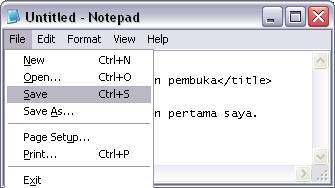 Untitled - Notepad
File Edit Format View Help
New Ctrl+N
Open... Ctrl+O
n pembuka</title>
Save Ctrl+S
Save As...
n pertama saya.
Page Setup...
Print... Ctrl+P
Exit